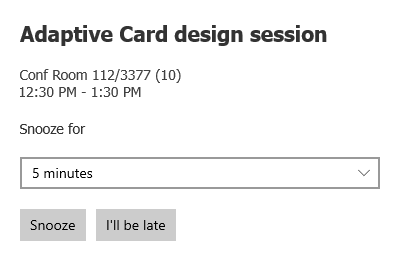 Adaptive Card design session
Conf Room 112/3377 (10)
12:30 PM - 1:30 PM
Snooze for
5 minutes
Snooze
I'll be late